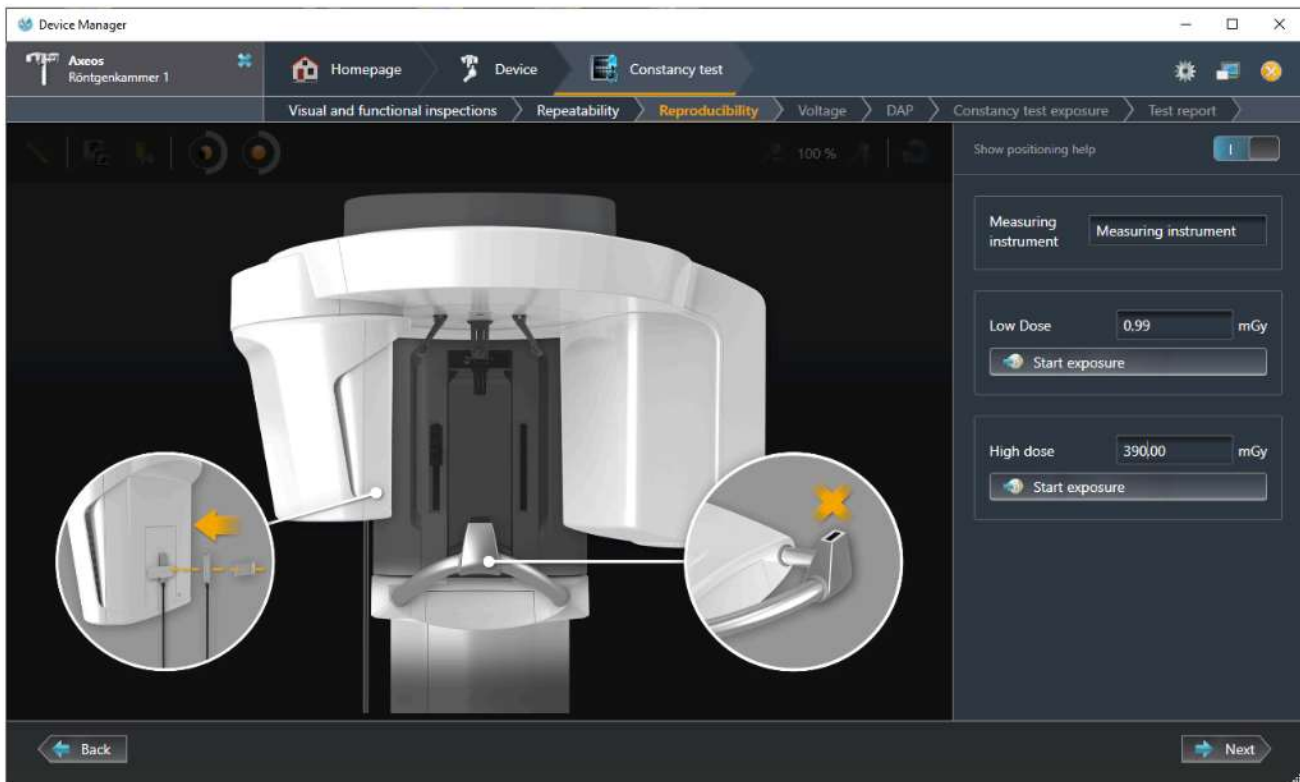 Device Manager
Axeos
Röntgenkammer 1
Homepage
Device
Constancy test
Visual and functional inspections
Repeatability
Reproducibility
Voltage
DAP
Constancy test exposure
Test report
100 %
Show positioning help
I
Measuring
instrument
Measuring instrument
Low Dose 0.99 mGy
Start exposure
High dose 390,00 mGy
Start exposure
Back
Next